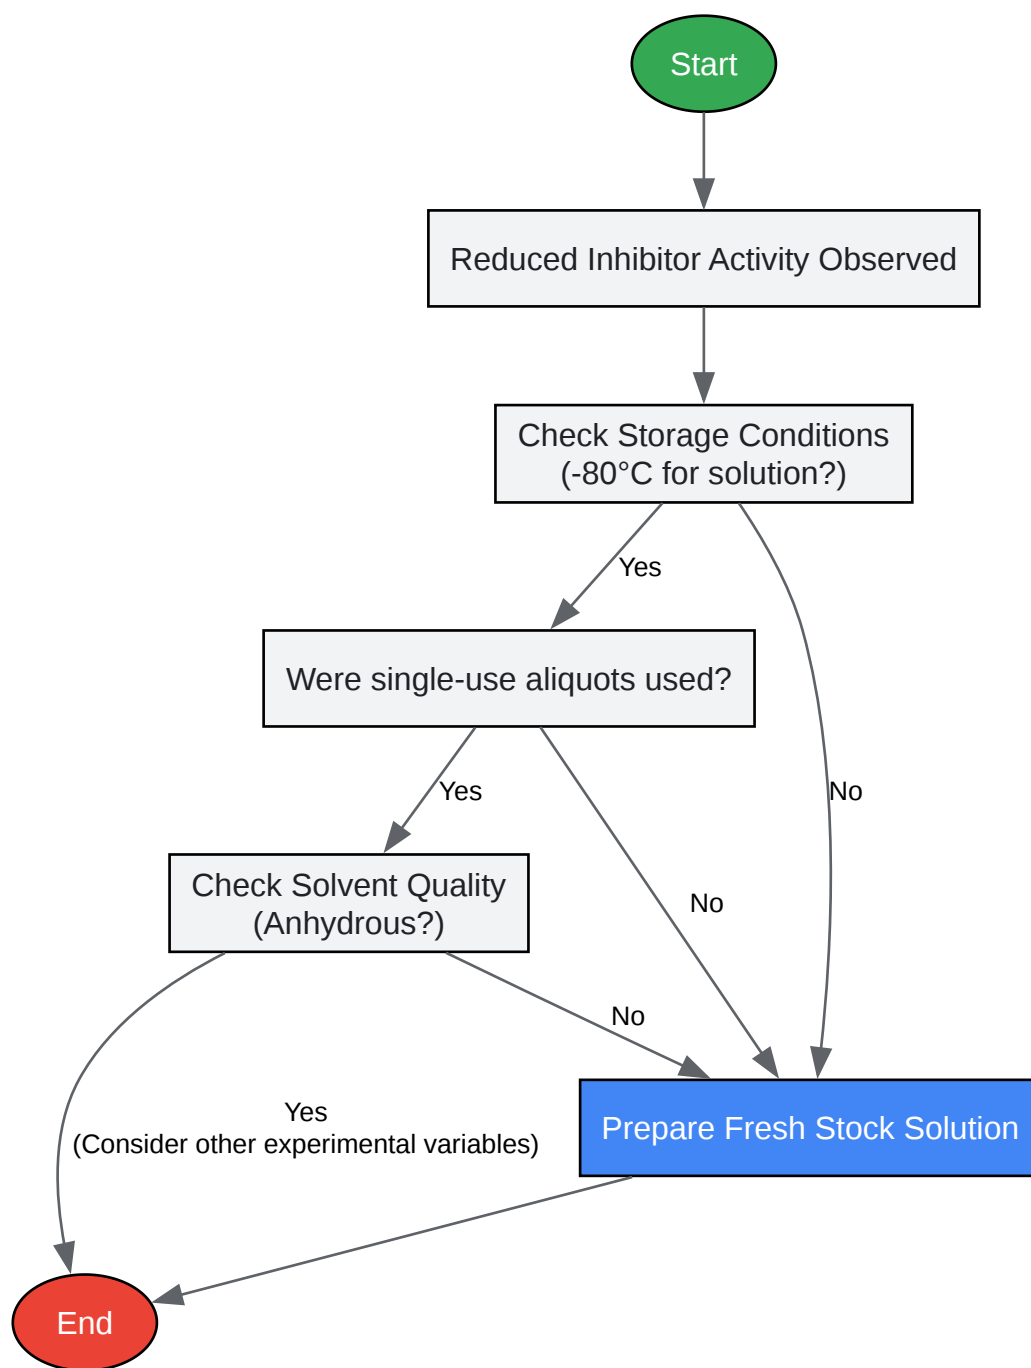 Start
Reduced Inhibitor Activity Observed
Check Storage Conditions
(-80°C for solution?)
Yes
Were single-use aliquots used?
Yes
No
Check Solvent Quality
(Anhydrous?)
No
No
Yes
(Consider other experimental variables)
Prepare Fresh Stock Solution
End